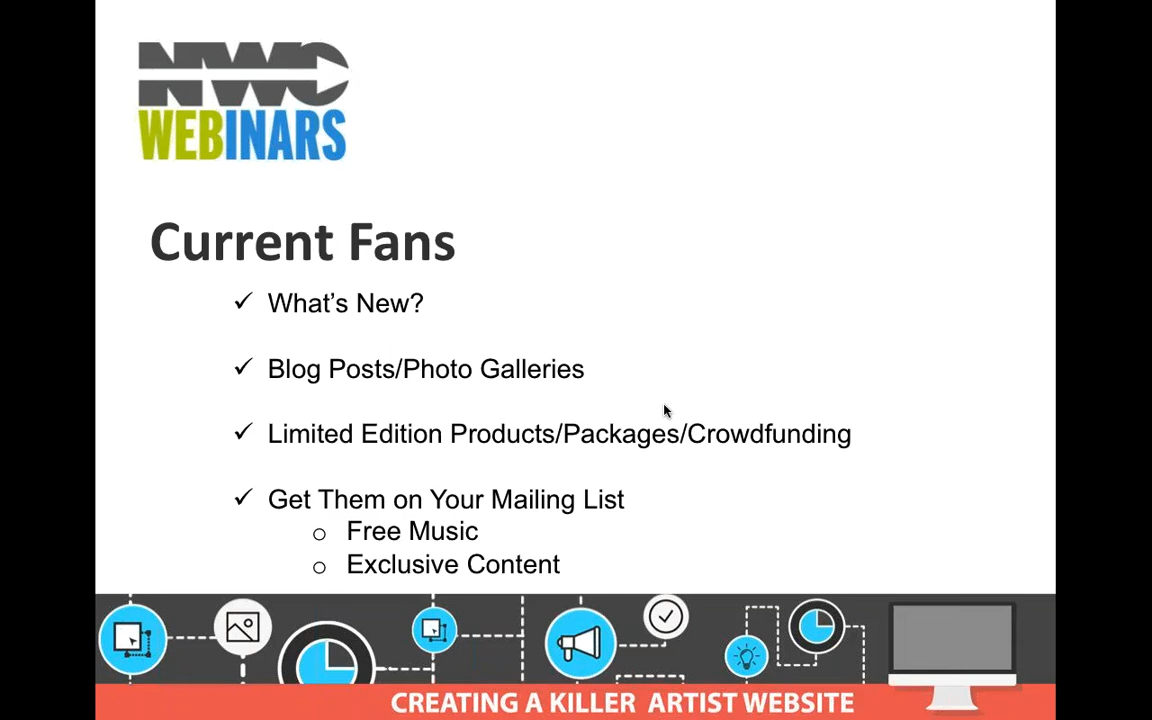 NWC
WEBINARS
Current Fans
✓ What's New?
✓ Blog Posts/Photo Galleries
✓ Limited Edition Products/Packages/Crowdfunding
✓ Get Them on Your Mailing List
o Free Music
o Exclusive Content
CREATING A KILLER ARTIST WEBSITE